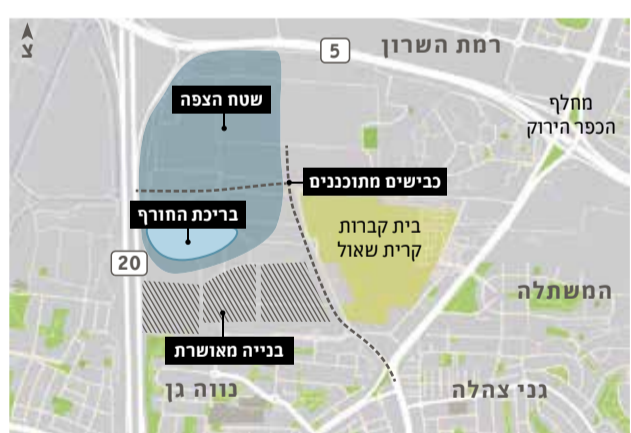 צ
5
רמת השרון
שטח הצפה
מחלף
הכפר הירוק
כבישים מתוכננים
בריכת החורף
בית קברות
קרית שאול
20
המשתלה
בנייה מאושרת
נווה גן
גני צהלה